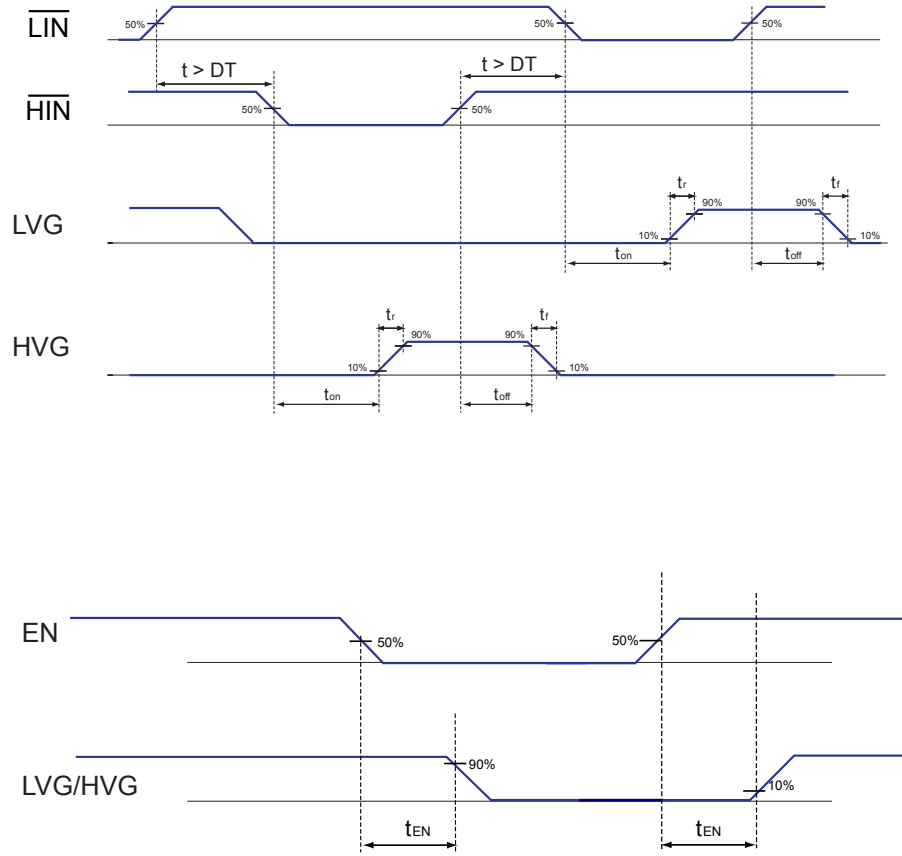 LIN
50%
50%
50%
t > DT
t > DT
HIN
50%
50%
tr
tf
LVG
90%
90%
10%
10%
ton
toff
tr
tf
HVG
90%
90%
10%
10%
ton
toff
EN
50%
50%
LVG/HVG
90%
10%
tEN
tEN